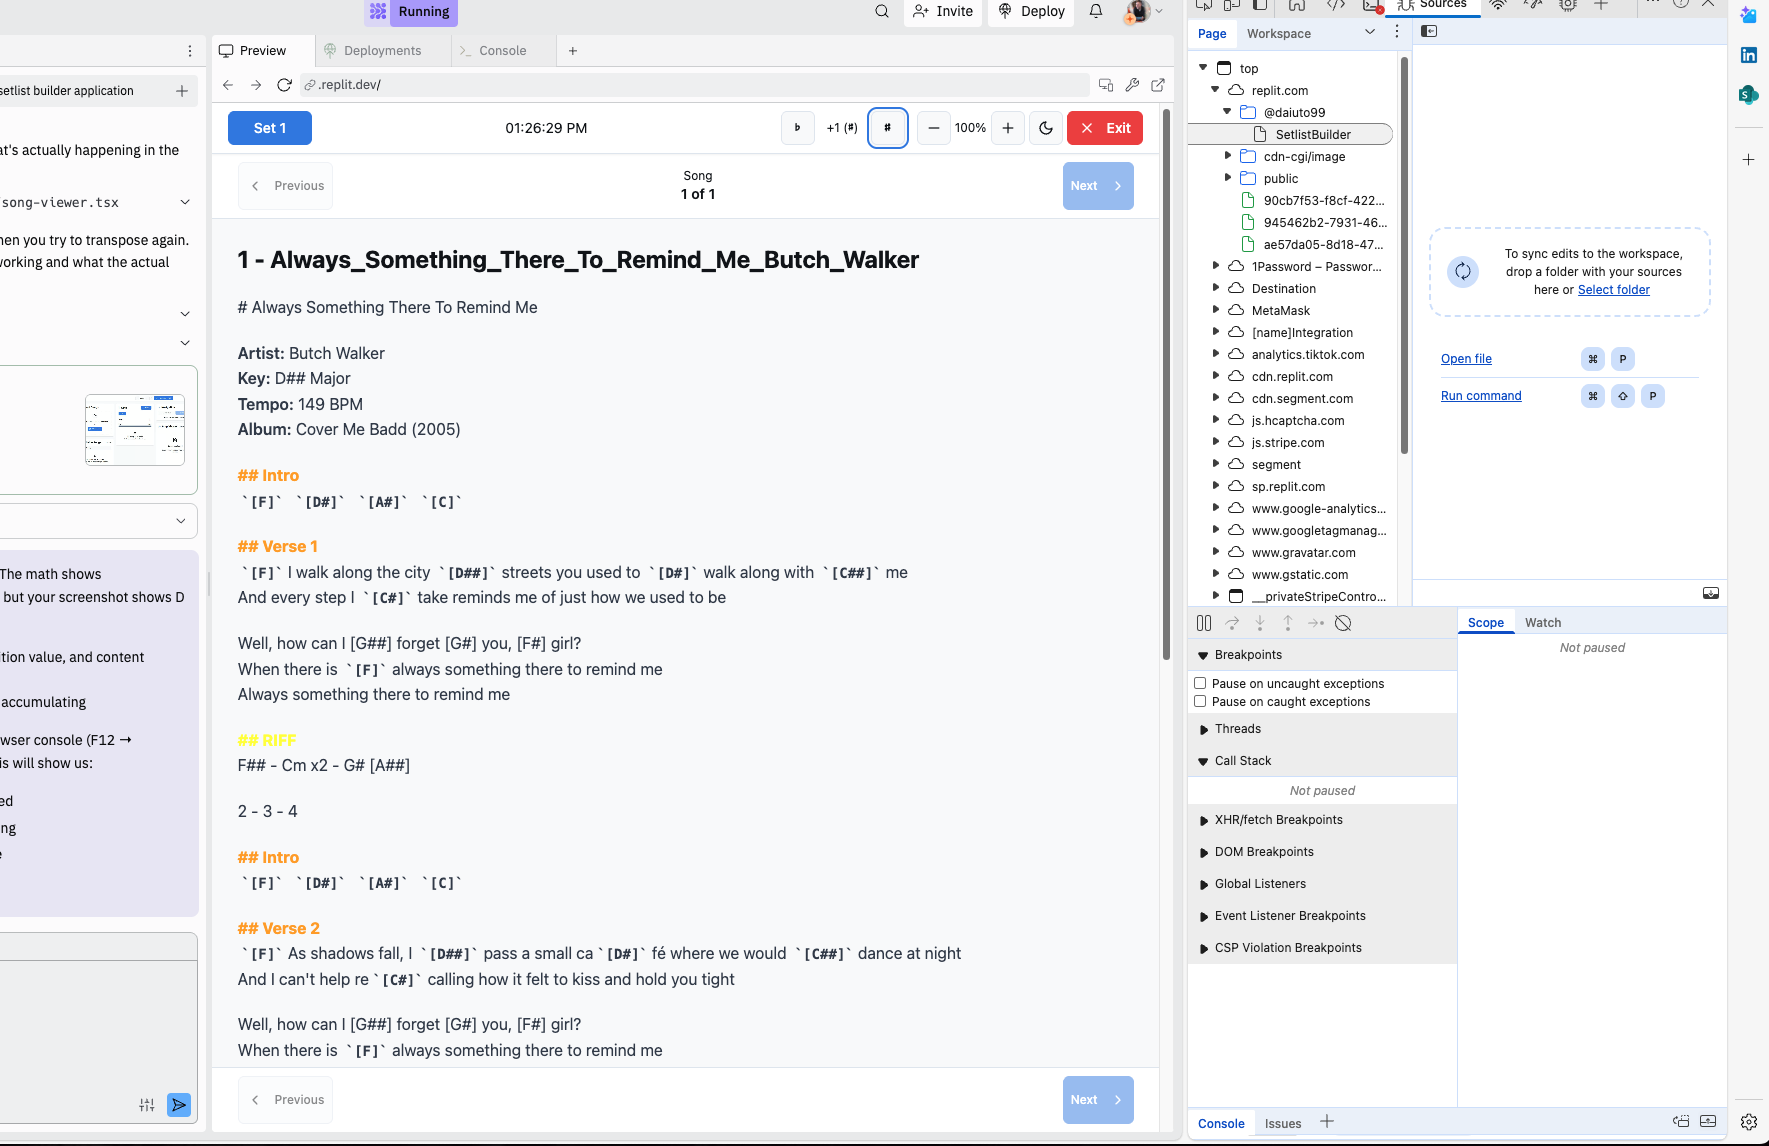 Running
Invite
Deploy
Sources
Preview
Deployments
Console
.replit.dev/
Page
Workspace
setlist builder application
Set 1
01:26:29 PM
♭
+1 (#)
#
100%
Exit
at's actually happening in the
song-viewer.tsx
hen you try to transpose again.
working and what the actual
The math shows
but your screenshot shows D
ition value, and content
accumulating
wser console (F12 →
is will show us:
ed
ng
e
Previous
Song
1 of 1
Next
1 - Always_Something_There_To_Remind_Me_Butch_Walker
# Always Something There To Remind Me
Artist: Butch Walker
Key: D## Major
Tempo: 149 BPM
Album: Cover Me Badd (2005)
## Intro
`[F]` `[D#]` `[A#]` `[C]`
## Verse 1
`[F]` I walk along the city `[D##]` streets you used to `[D#]` walk along with `[C##]` me
And every step I `[C#]` take reminds me of just how we used to be
Well, how can I [G##] forget [G#] you, [F#] girl?
When there is `[F]` always something there to remind me
Always something there to remind me
## RIFF
F## - Cm x2 - G# [A##]
2 - 3 - 4
## Intro
`[F]` `[D#]` `[A#]` `[C]`
## Verse 2
`[F]` As shadows fall, I `[D##]` pass a small ca `[D#]` fé where we would `[C##]` dance at night
And I can't help re `[C#]` calling how it felt to kiss and hold you tight
Well, how can I [G##] forget [G#] you, [F#] girl?
When there is `[F]` always something there to remind me
Previous
Next
top
replit.com
@daiuto99
SetlistBuilder
cdn-cgi/image
public
90cb7f53-f8cf-422...
945462b2-7931-46...
ae57da05-8d18-47...
1Password – Passwor...
Destination
MetaMask
[name]Integration
analytics.tiktok.com
cdn.replit.com
cdn.segment.com
js.hcaptcha.com
js.stripe.com
segment
sp.replit.com
www.google-analytics...
www.googletagmanag...
www.gravatar.com
www.gstatic.com
__privateStripeContro...
To sync edits to the workspace,
drop a folder with your sources
here or Select folder
Open file
⌘ P
Run command
⌘ ⇧ P
Scope
Watch
Not paused
Breakpoints
Pause on uncaught exceptions
Pause on caught exceptions
Threads
Call Stack
Not paused
XHR/fetch Breakpoints
DOM Breakpoints
Global Listeners
Event Listener Breakpoints
CSP Violation Breakpoints
Console
Issues